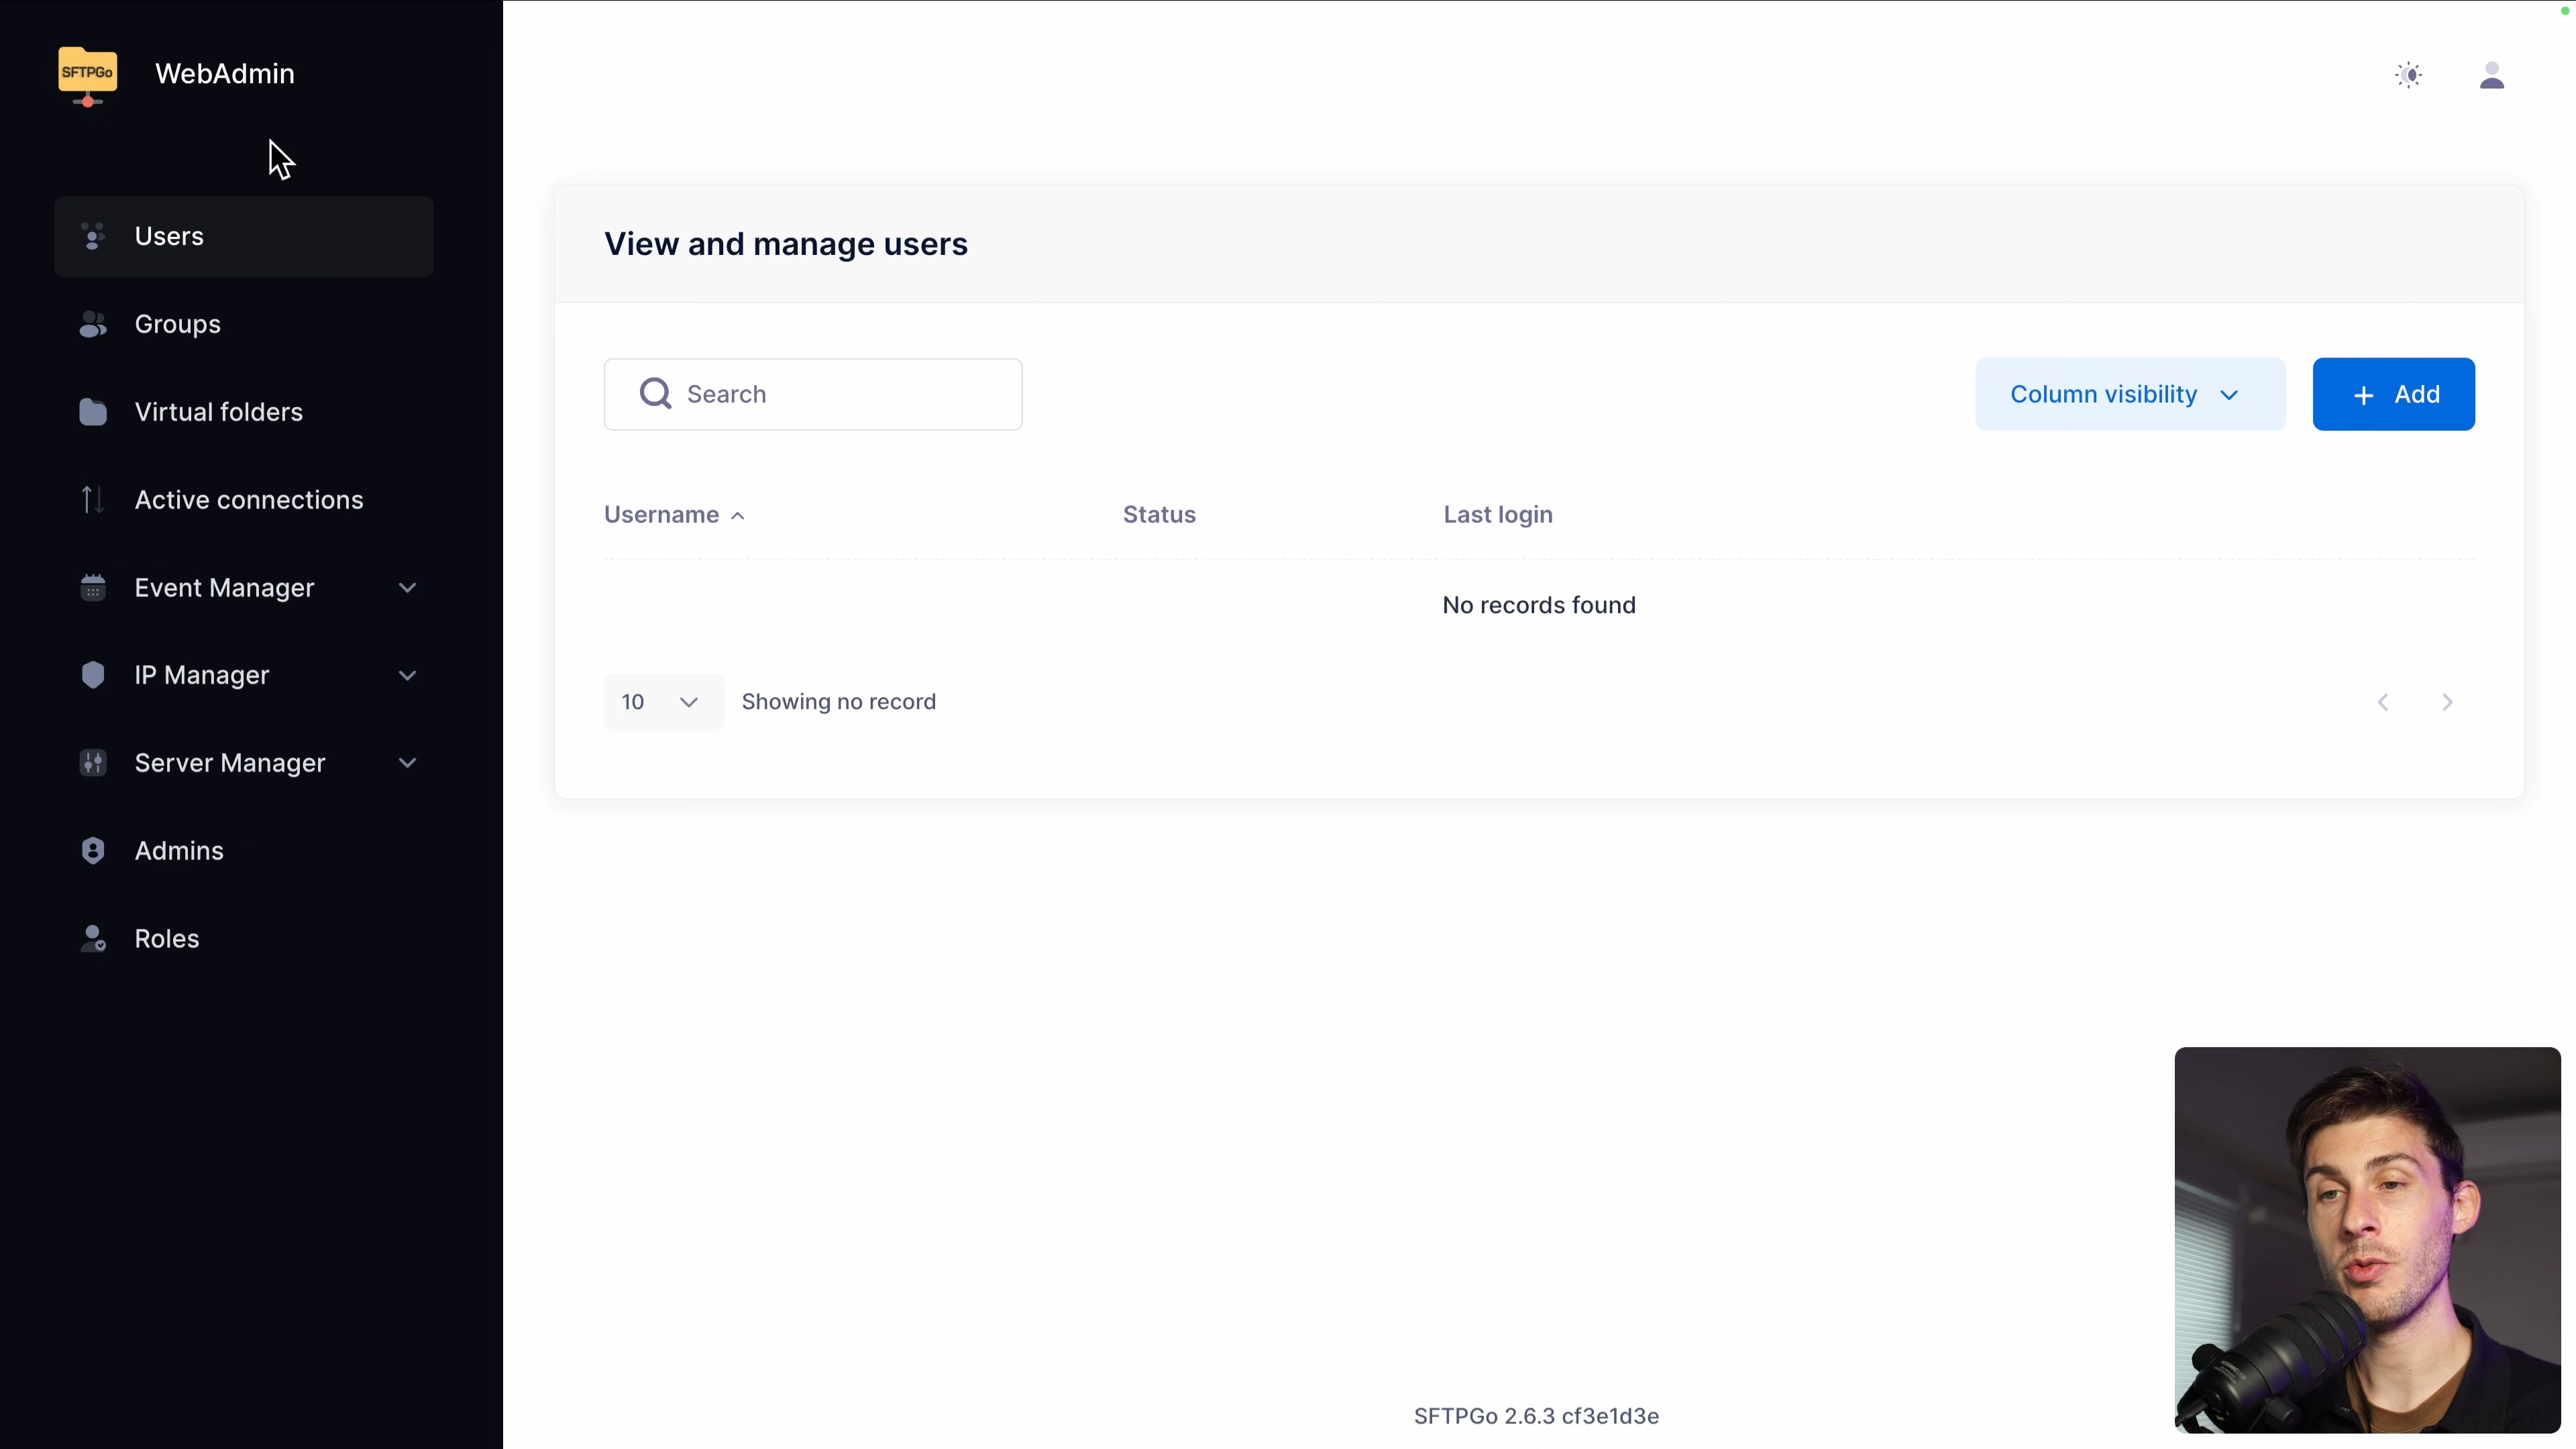 SFTPGo
WebAdmin
Users
Groups
Virtual folders
Active connections
Event Manager
IP Manager
Server Manager
Admins
Roles
View and manage users
Search
Column visibility
Add
Username
Status
Last login
No records found
10
Showing no record
SFTPGo 2.6.3 cf3e1d3e